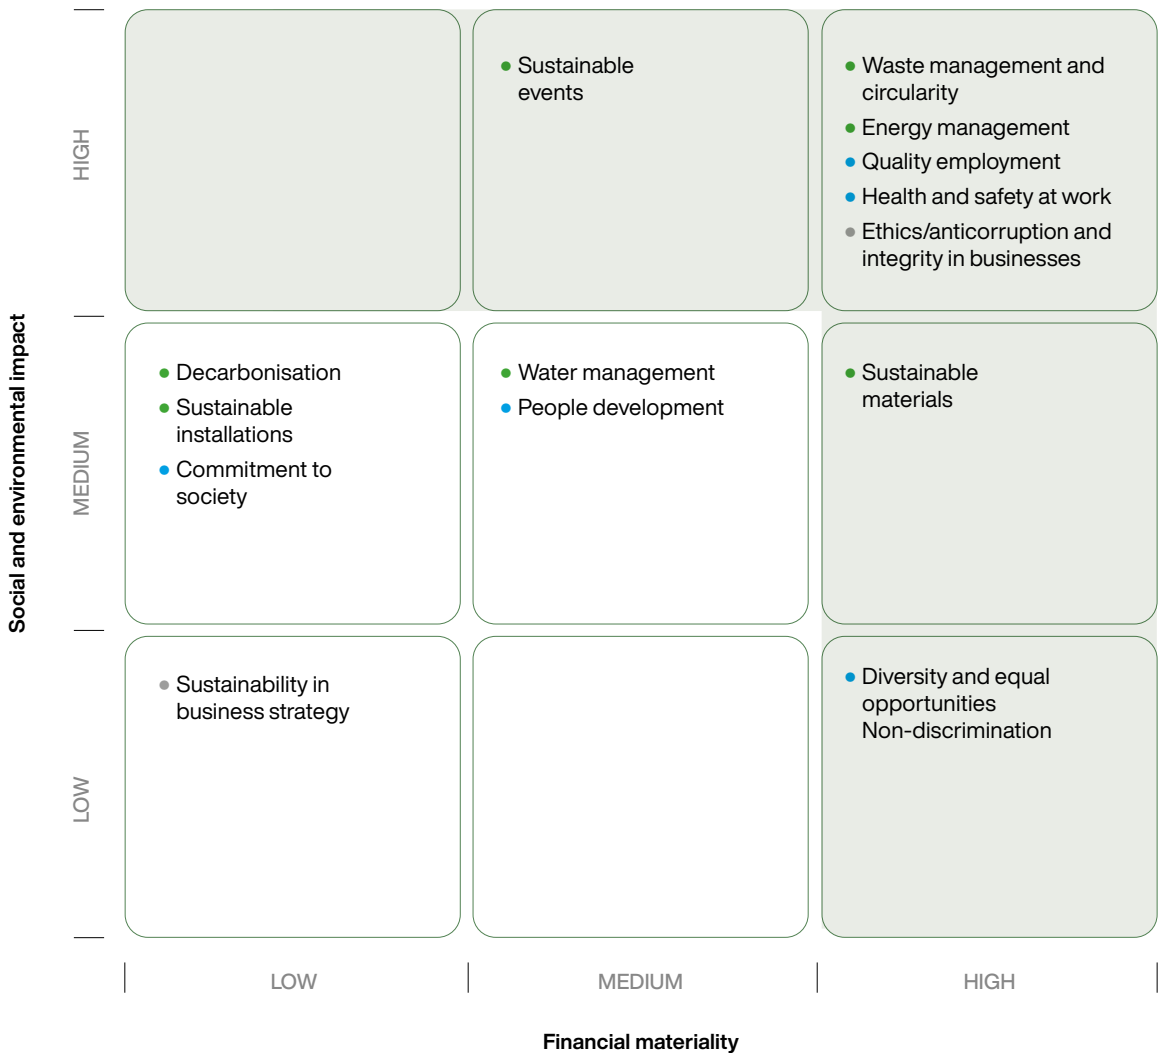 Social and environmental impact
HIGH
Sustainable
events
Waste management and
circularity
Energy management
Quality employment
Health and safety at work
Ethics/anticorruption and
integrity in businesses
MEDIUM
Decarbonisation
Sustainable
installations
Commitment to
society
Water management
People development
Sustainable
materials
LOW
Sustainability in
business strategy
Diversity and equal
opportunities
Non-discrimination
LOW
MEDIUM
HIGH
Financial materiality